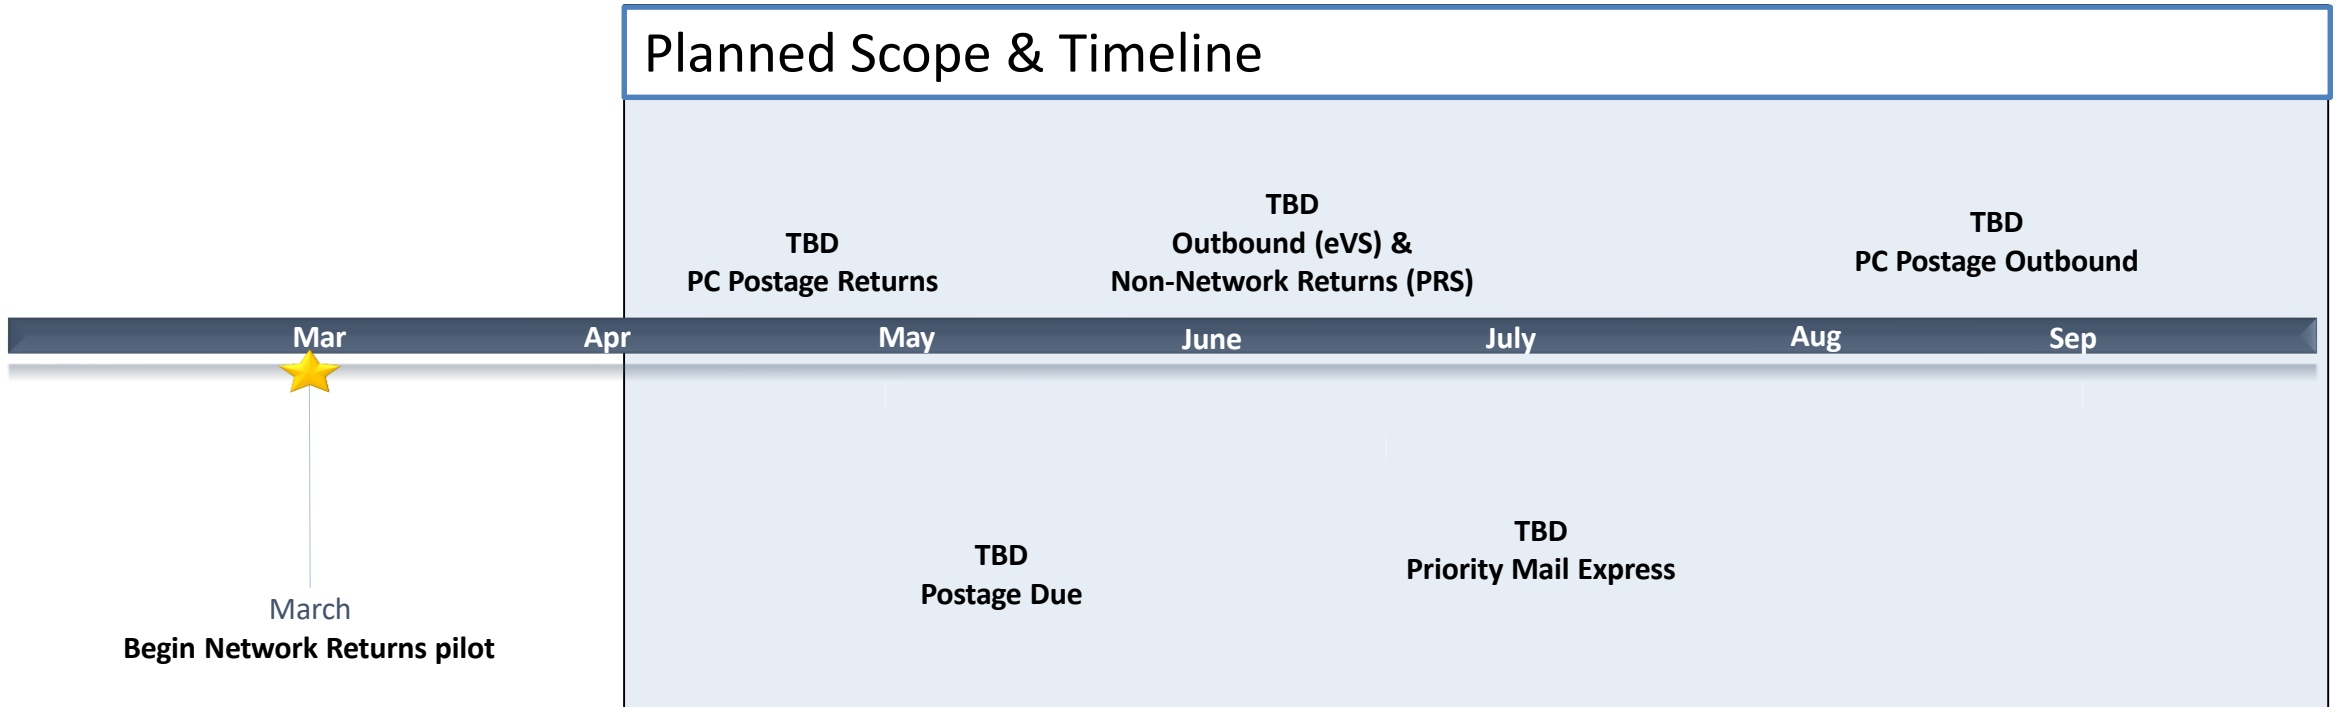 Planned Scope & Timeline
TBD
PC Postage Returns
TBD
Outbound (eVS) &
Non-Network Returns (PRS)
TBD
PC Postage Outbound
Mar Apr May June July Aug Sep
March
Begin Network Returns pilot
TBD
Postage Due
TBD
Priority Mail Express